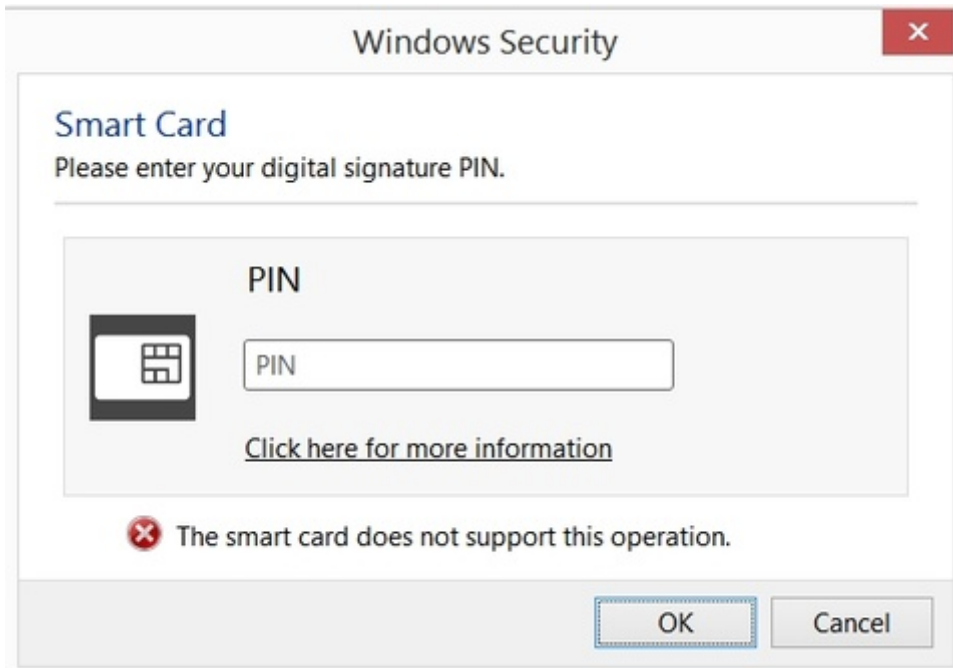 Windows Security
Smart Card
Please enter your digital signature PIN.
PIN
PIN
Click here for more information
The smart card does not support this operation.
OK Cancel